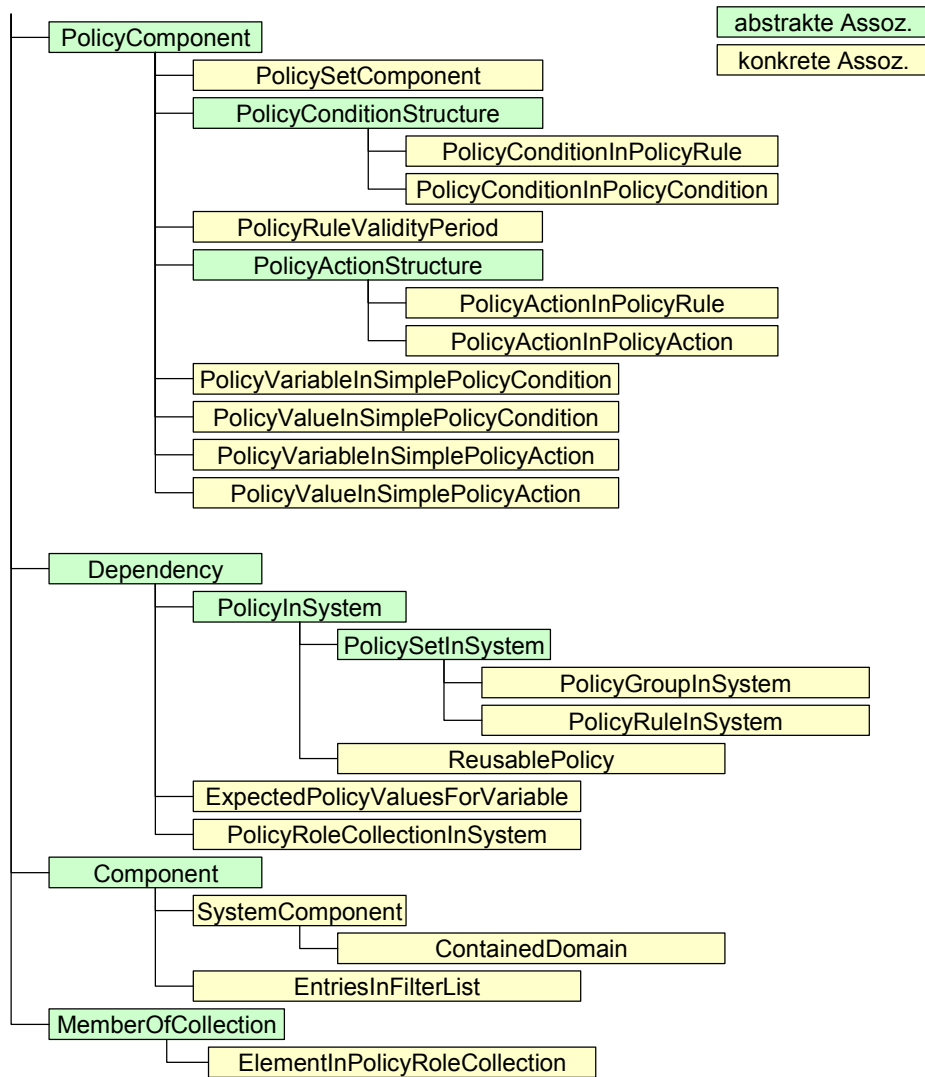 abstrakte Assoz.
konkrete Assoz.
PolicyComponent
PolicySetComponent
PolicyConditionStructure
PolicyConditionInPolicyRule
PolicyConditionInPolicyCondition
PolicyRuleValidityPeriod
PolicyActionStructure
PolicyActionInPolicyRule
PolicyActionInPolicyAction
PolicyVariableInSimplePolicyCondition
PolicyValueInSimplePolicyCondition
PolicyVariableInSimplePolicyAction
PolicyValueInSimplePolicyAction
Dependency
PolicyInSystem
PolicySetInSystem
PolicyGroupInSystem
PolicyRuleInSystem
ReusablePolicy
ExpectedPolicyValuesForVariable
PolicyRoleCollectionInSystem
Component
SystemComponent
ContainedDomain
EntriesInFilterList
MemberOfCollection
ElementInPolicyRoleCollection